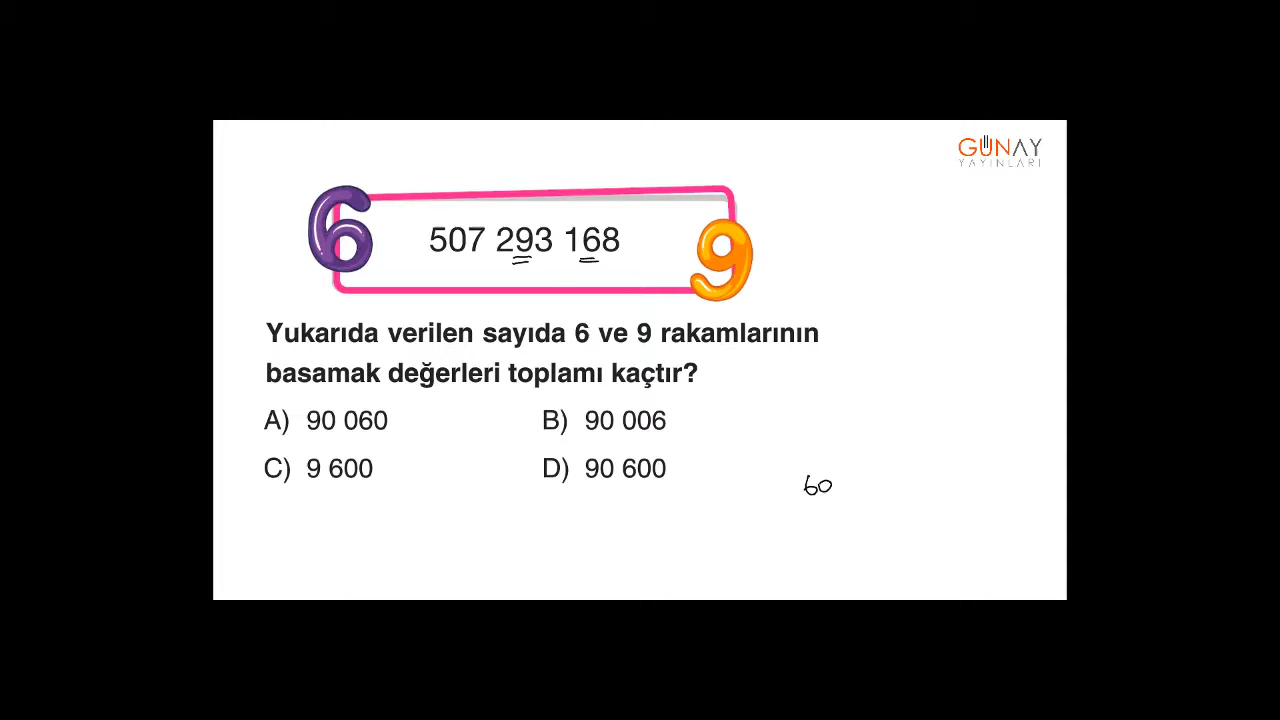 GÜNAY
YAYINLARI
6
507 293 168
9
Yukarıda verilen sayıda 6 ve 9 rakamlarının
basamak değerleri toplamı kaçtır?
A) 90 060 B) 90 006
C) 9 600 D) 90 600
60